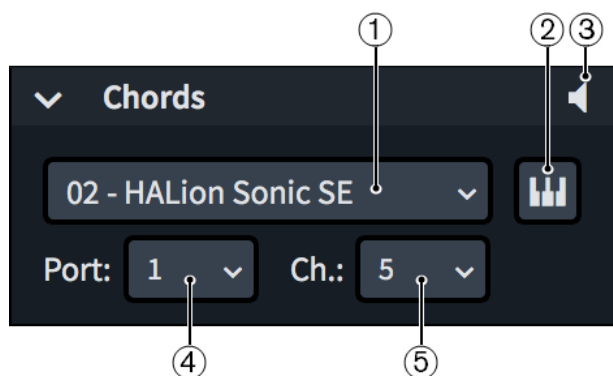 ① ② ③
Chords
02 - HALion Sonic SE
Port: 1 Ch.: 5
④ ⑤